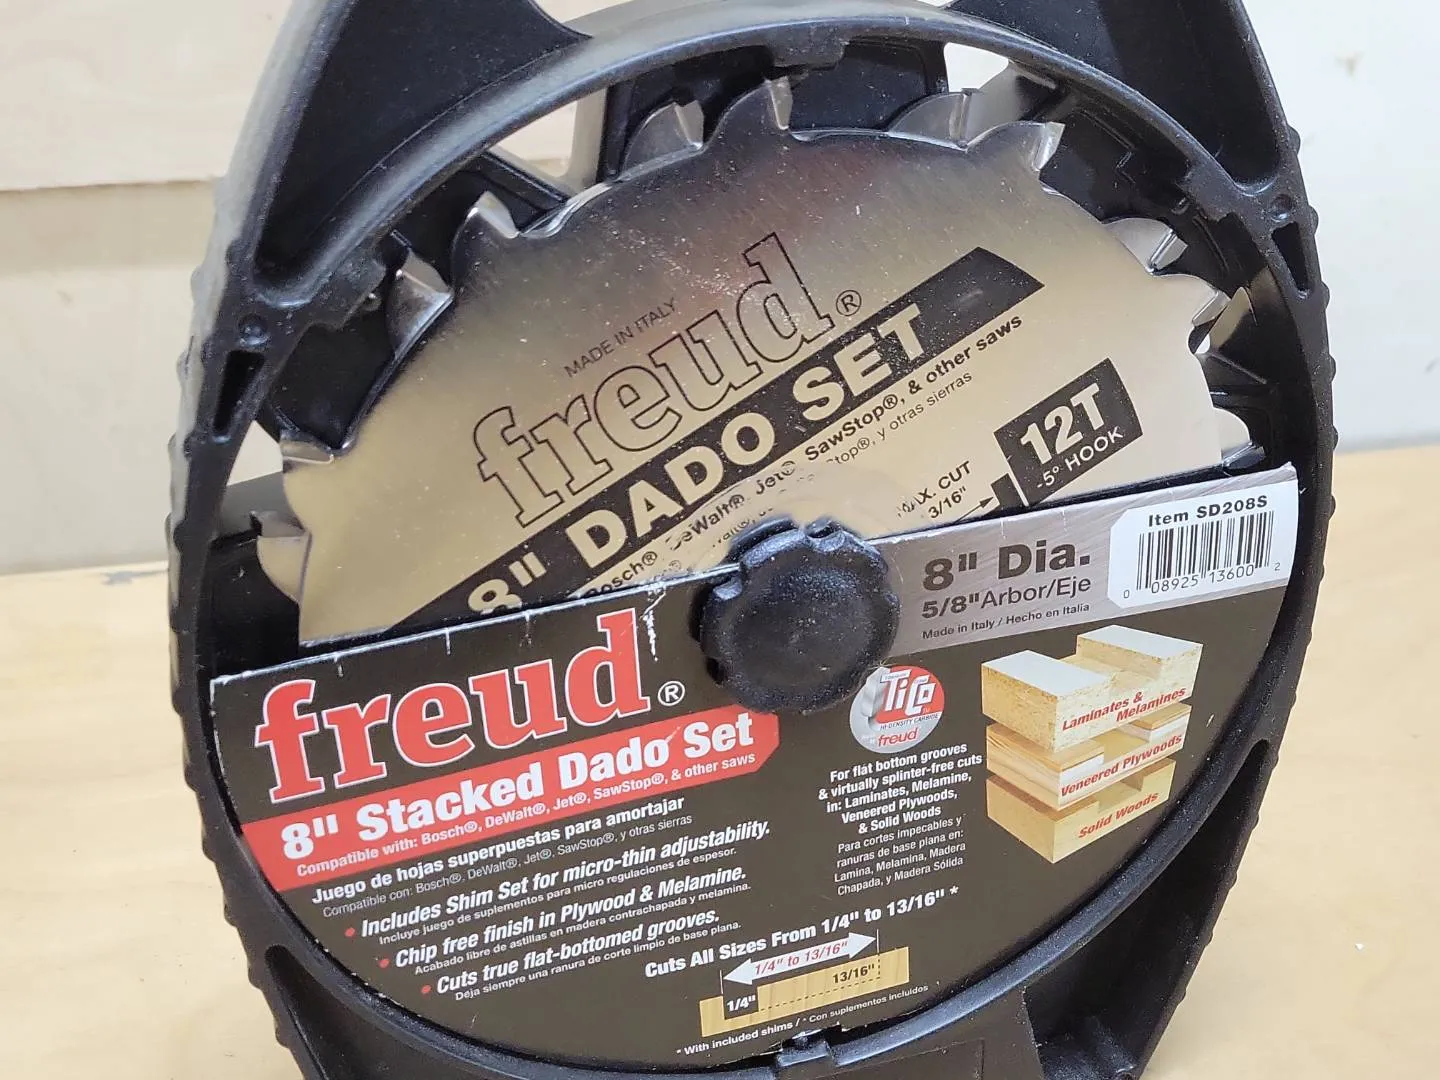 MADE IN ITALY
freud®
8" DADO SET
Bosch®, DeWalt®, Jet®, SawStop®, & other saws
Stop®, y otras sierras
12T
-5° HOOK
MAX. CUT
13/16"
Item SD208S
0 08925 13600 2
8" Dia.
5/8" Arbor/Eje
Made in Italy / Hecho en Italia
freud®
8" Stacked Dado Set
Compatible with: Bosch®, DeWalt®, Jet®, SawStop®, & other saws
Juego de hojas superpuestas para amortajar
Compatible con: Bosch®, DeWalt®, Jet®, SawStop®, y otras sierras
• Includes Shim Set for micro-thin adjustability.
Incluye juego de suplementos para micro regulaciones de espesor.
• Chip free finish in Plywood & Melamine.
Acabado libre de astillas en madera contrachapada y melamina.
• Cuts true flat-bottomed grooves.
Deja siempre una ranura de corte limpio de base plana.
TiCo™
HI-DENSITY CARBIDE
freud
For flat bottom grooves
& virtually splinter-free cuts
in: Laminates, Melamine,
Veneered Plywoods,
& Solid Woods
Para cortes impecables y
ranuras de base plana en:
Lamina, Melamina, Madera
Chapada, y Madera Sólida
Laminates &
Melamines
Veneered Plywoods
Solid Woods
Cuts All Sizes From 1/4" to 13/16" *
1/4" to 13/16"
13/16"
1/4"
* With included shims / * Con suplementos incluidos